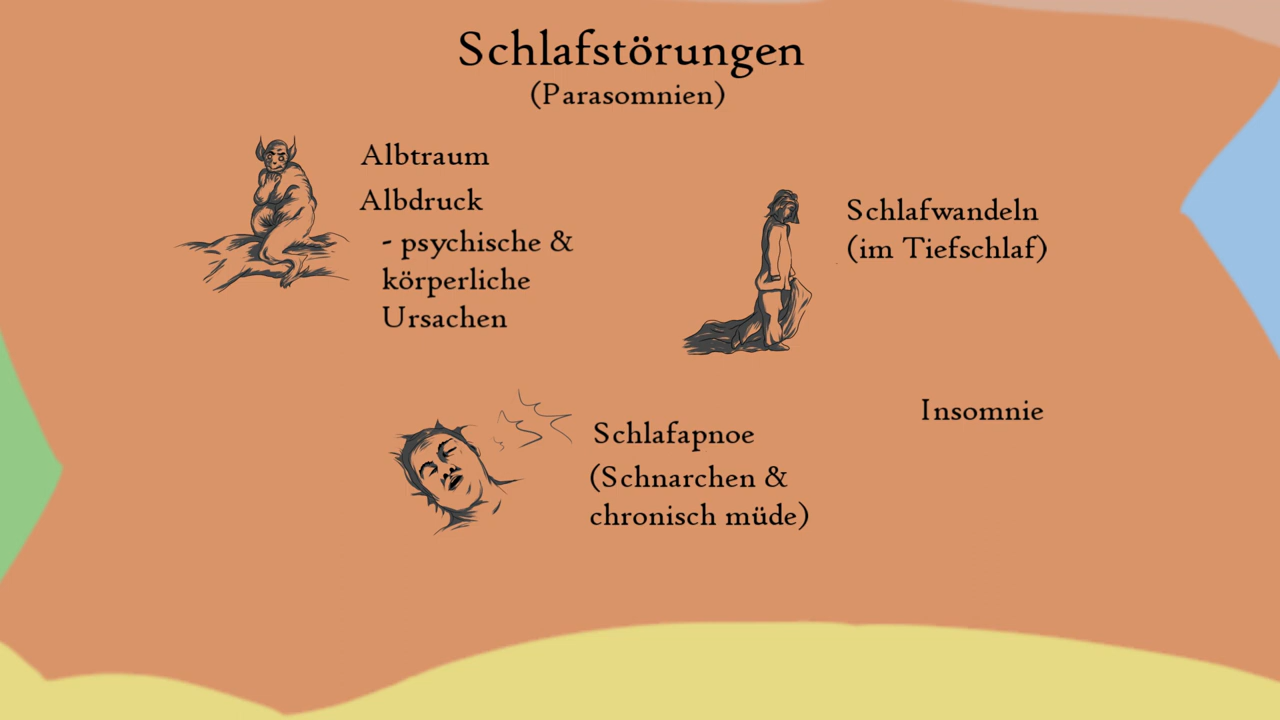 Schlafstörungen
(Parasomnien)
Albtraum
Albdruck
- psychische &
körperliche
Ursachen
Schlafwandeln
(im Tiefschlaf)
Schlafapnoe
(Schnarchen &
chronisch müde)
Insomnie